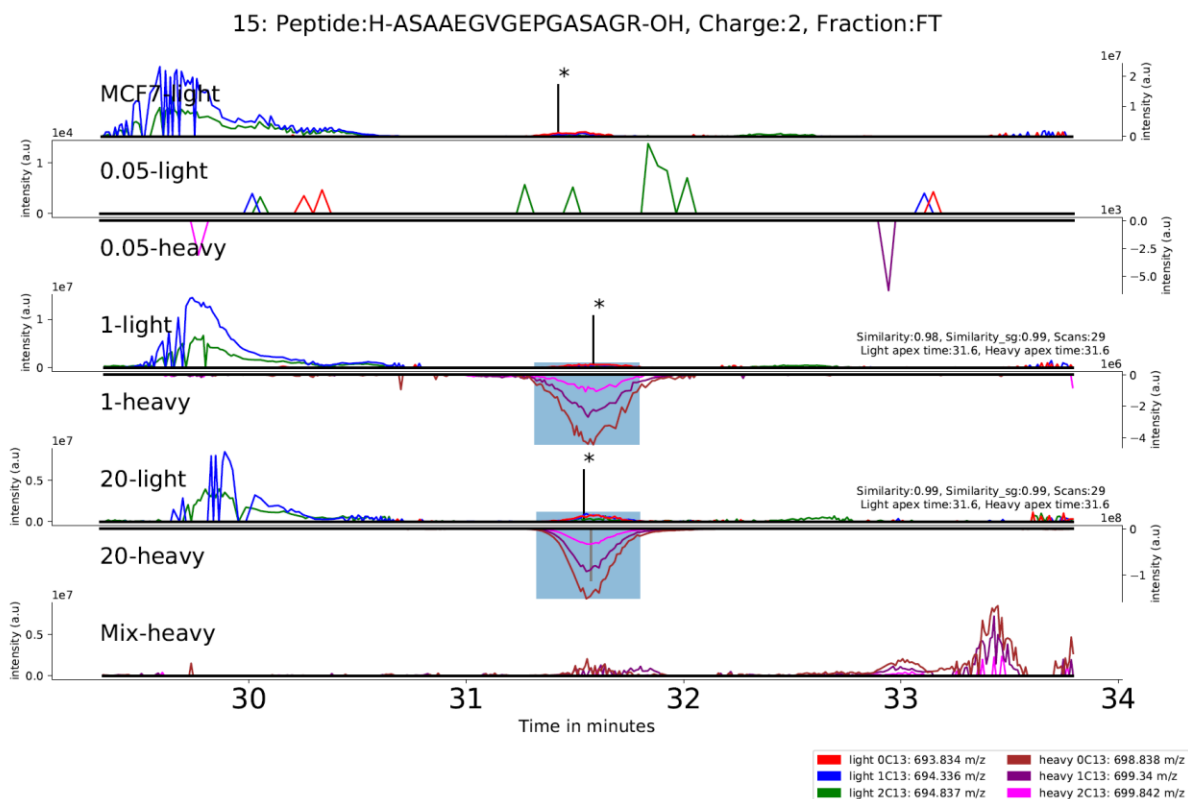 15: Peptide:H-ASAAEGVGEPGASAGR-OH, Charge:2, Fraction:FT
1e7
MCF7-light
*
2
1
0
intensity (a.u)
1e4
0.05-light
1
0
intensity (a.u)
1e3
0.05-heavy
0.0
−2.5
−5.0
intensity (a.u)
1e7
1-light
*
1
0
intensity (a.u)
Similarity:0.98, Similarity_sg:0.99, Scans:29
Light apex time:31.6, Heavy apex time:31.6
1e6
1-heavy
0
−2
−4
intensity (a.u)
1e7
20-light
*
0.5
0.0
intensity (a.u)
Similarity:0.99, Similarity_sg:0.99, Scans:29
Light apex time:31.6, Heavy apex time:31.6
1e8
20-heavy
0
−1
intensity (a.u)
1e7
Mix-heavy
0.5
0.0
intensity (a.u)
30 31 32 33 34
Time in minutes
light 0C13: 693.834 m/z heavy 0C13: 698.838 m/z
light 1C13: 694.336 m/z heavy 1C13: 699.34 m/z
light 2C13: 694.837 m/z heavy 2C13: 699.842 m/z